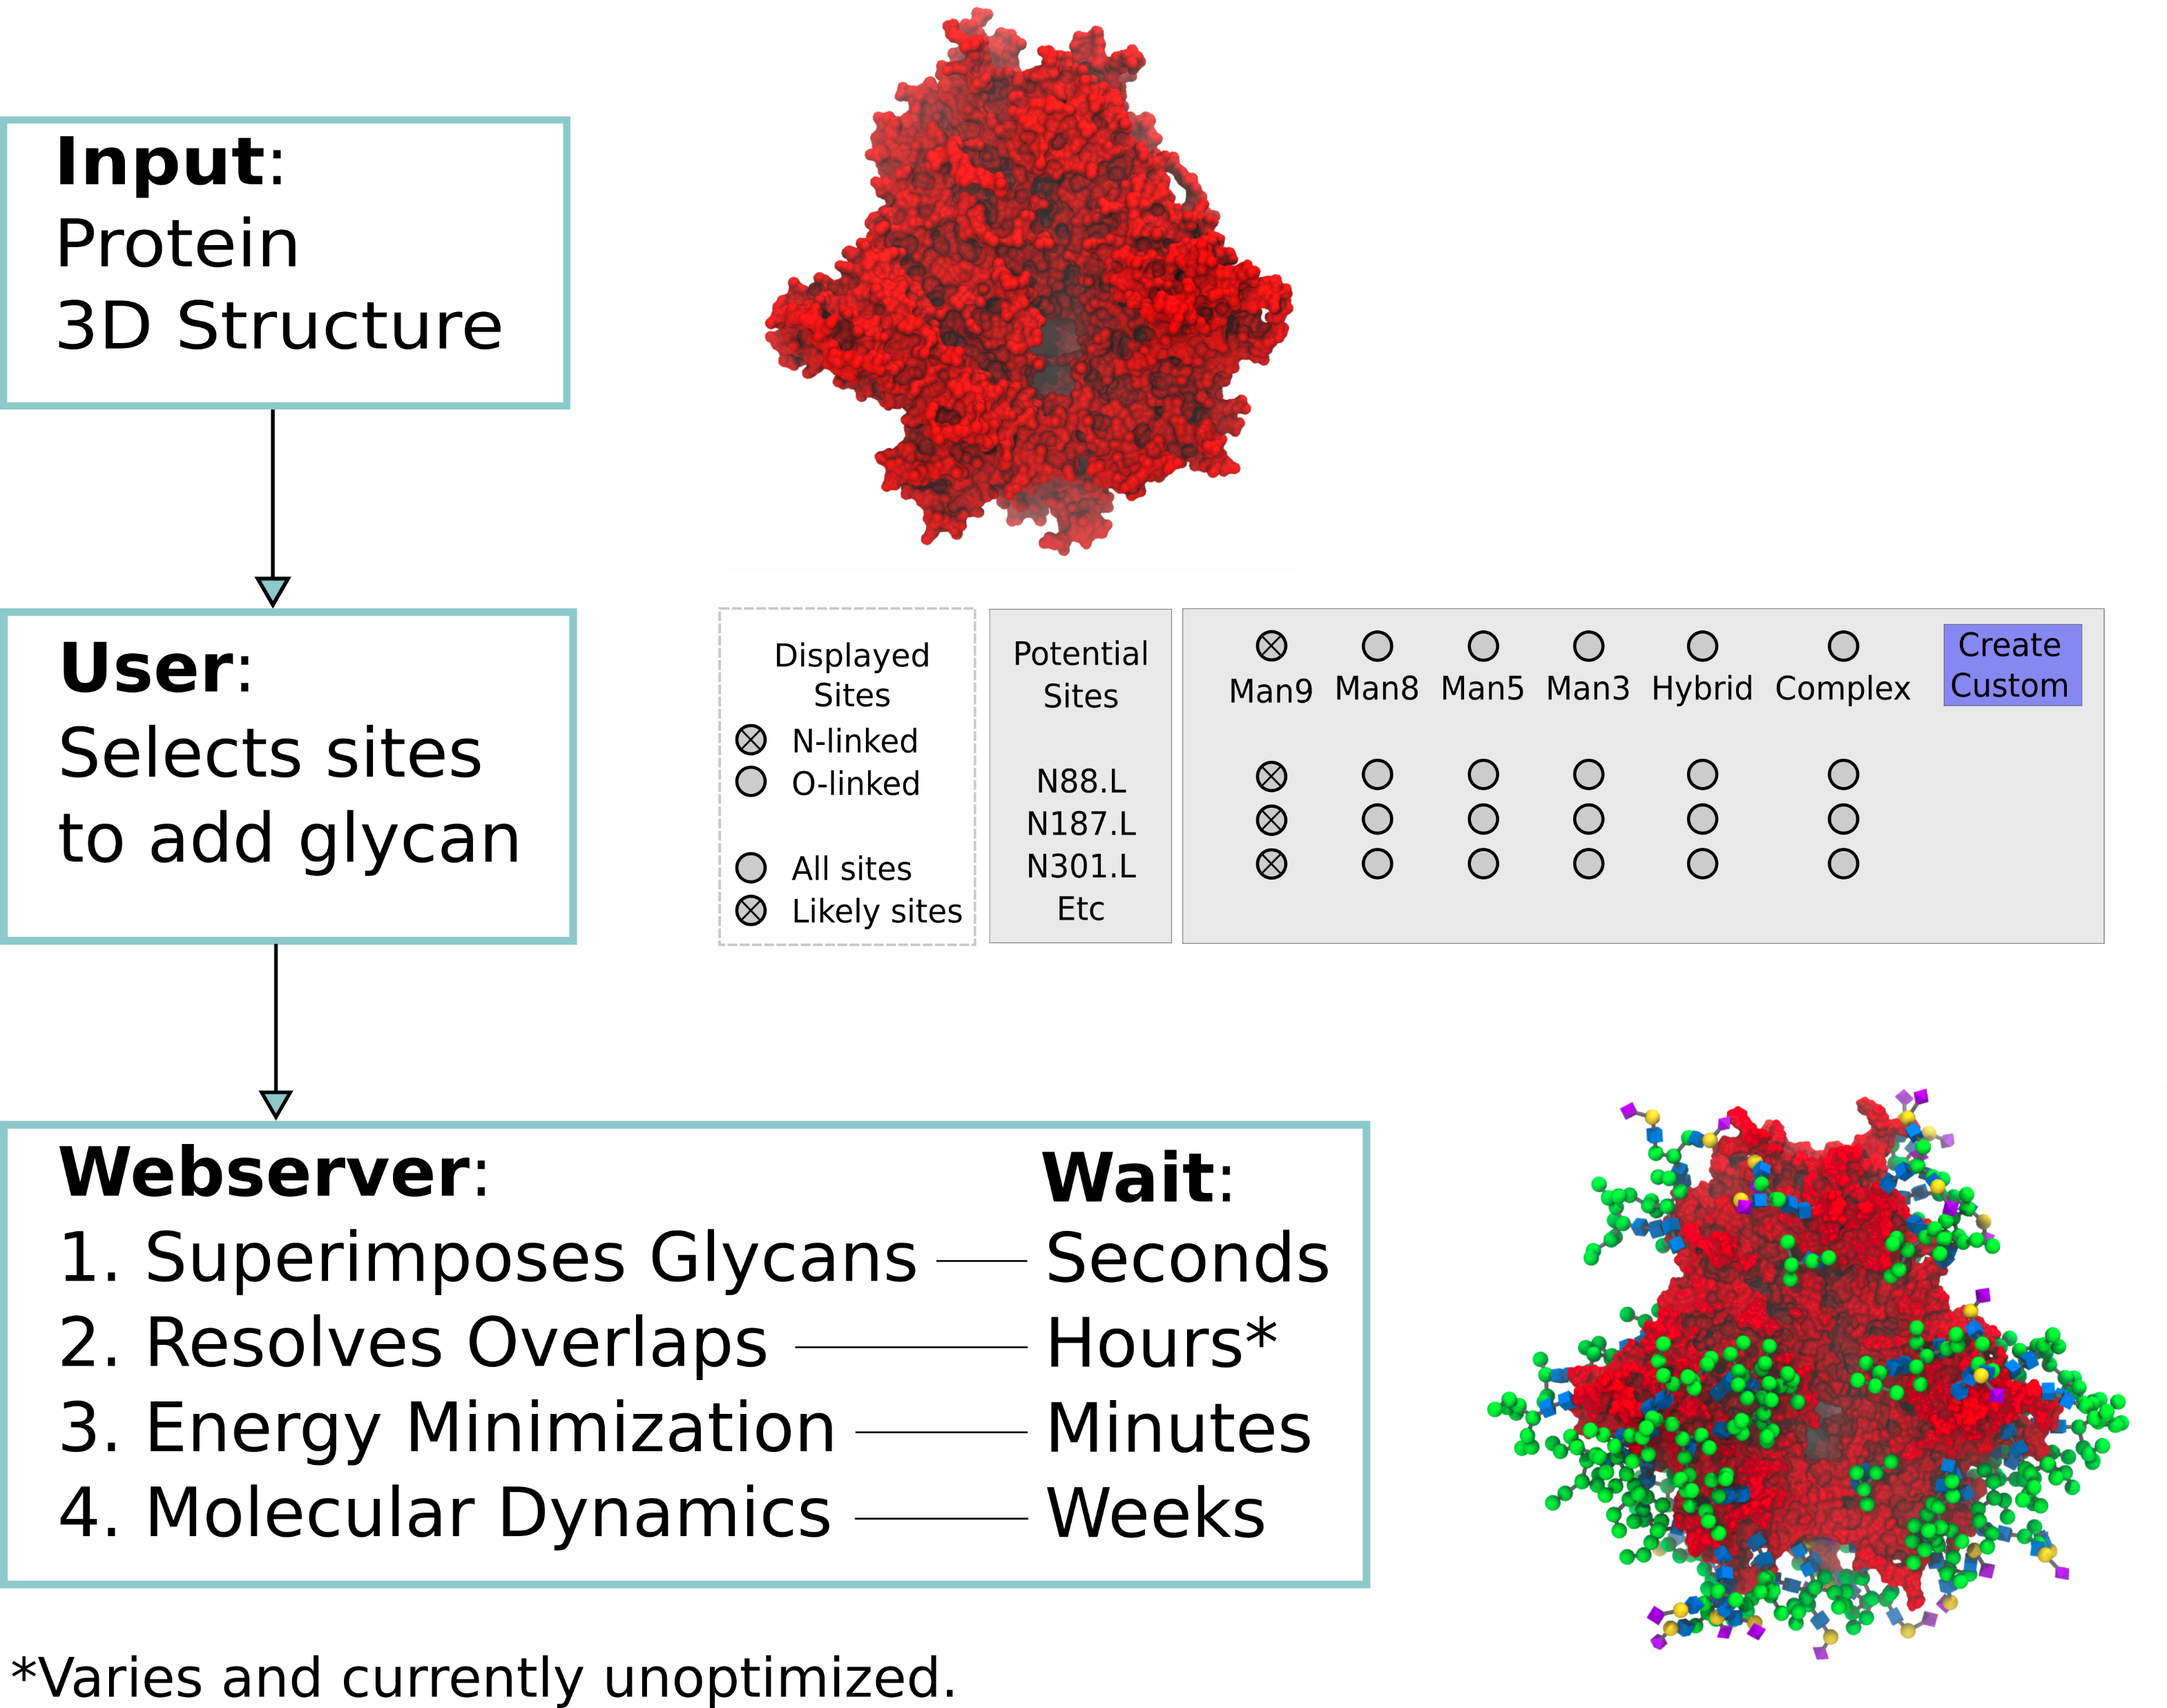 Input:
Protein
3D Structure
User:
Selects sites
to add glycan
Displayed
Sites
N-linked
O-linked
All sites
Likely sites
Potential
Sites
N88.L
N187.L
N301.L
Etc
Man9 Man8 Man5 Man3 Hybrid Complex
Create
Custom
Webserver: Wait:
1. Superimposes Glycans Seconds
2. Resolves Overlaps Hours*
3. Energy Minimization Minutes
4. Molecular Dynamics Weeks
*Varies and currently unoptimized.